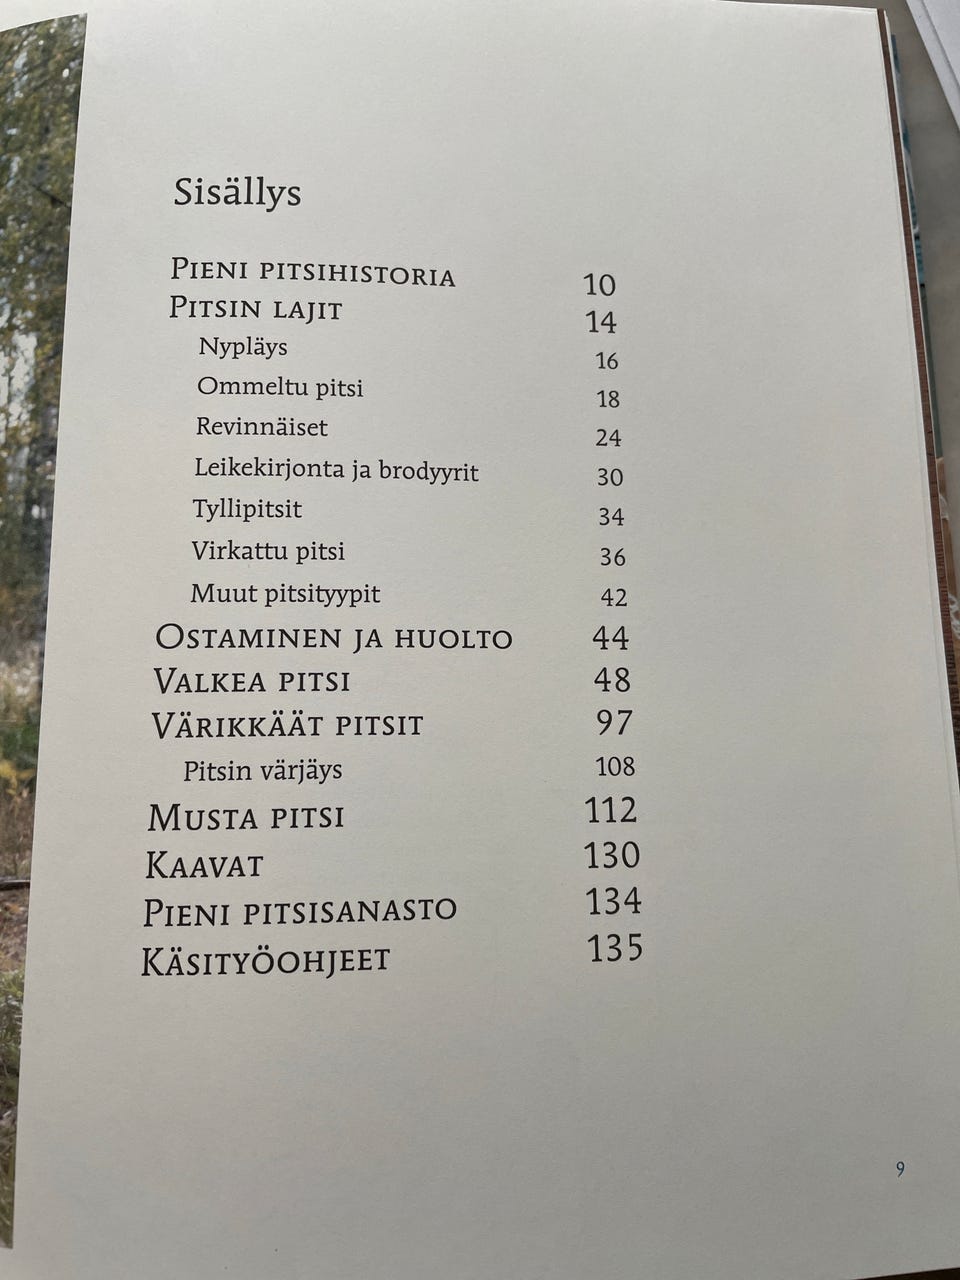 Sisällys
PIENI PITSIHISTORIA 10
PITSIN LAJIT 14
Nypläys 16
Ommeltu pitsi 18
Revinnäiset 24
Leikekirjonta ja brodyyrit 30
Tyllipitsit 34
Virkattu pitsi 36
Muut pitsityypit 42
OSTAMINEN JA HUOLTO 44
VALKEA PITSI 48
VÄRIKKÄÄT PITSIT 97
Pitsin värjäys 108
MUSTA PITSI 112
KAAVAT 130
PIENI PITSISANASTO 134
KÄSITYÖOHJEET 135
9